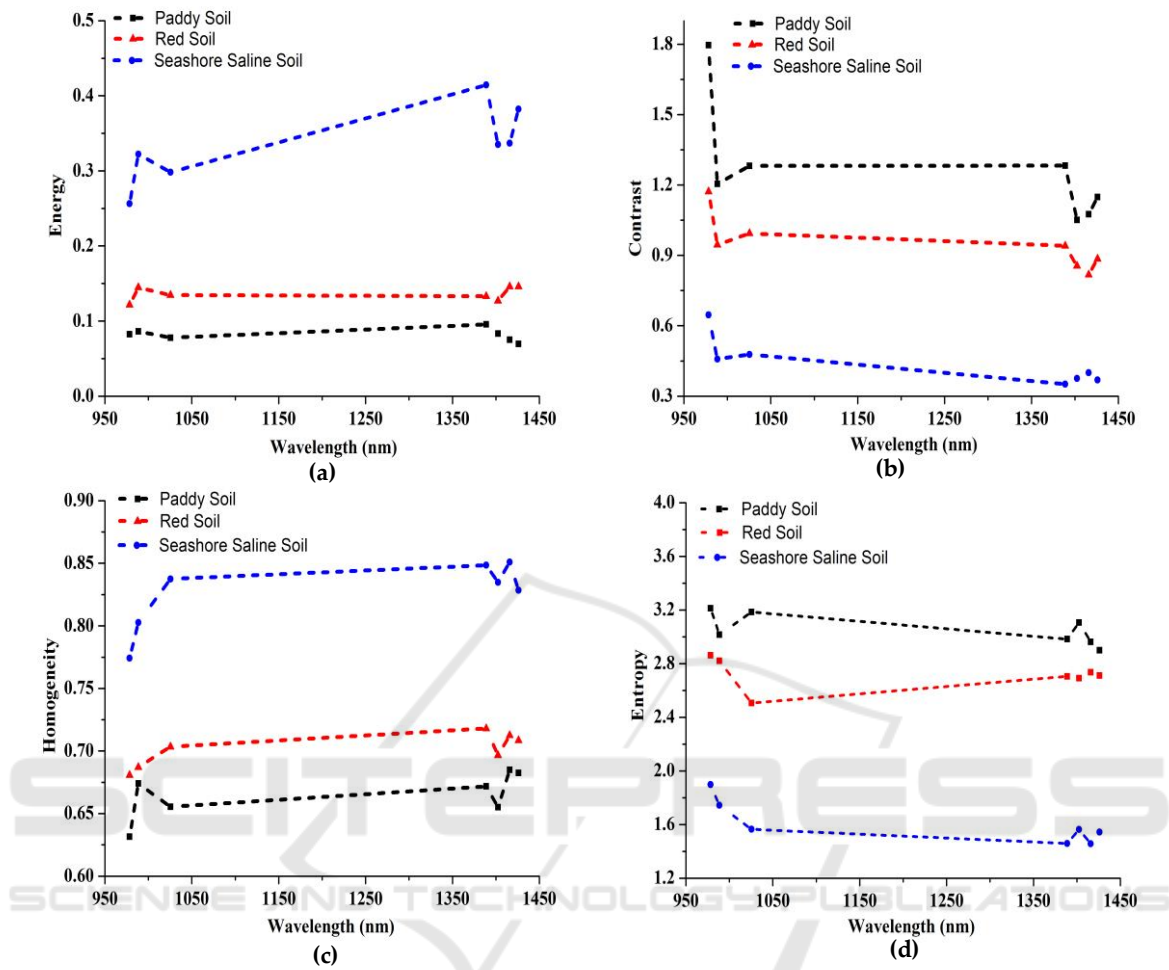 Paddy Soil
Red Soil
Seashore Saline Soil
0.5
0.4
0.3
0.2
0.1
0.0
Energy
950 1050 1150 1250 1350 1450
Wavelength (nm)
(a)
Paddy Soil
Red Soil
Seashore Saline Soil
1.8
1.5
1.2
0.9
0.6
0.3
Contrast
950 1050 1150 1250 1350 1450
Wavelength (nm)
(b)
Paddy Soil
Red Soil
Seashore Saline Soil
0.90
0.85
0.80
0.75
0.70
0.65
0.60
Homogeneity
950 1050 1150 1250 1350 1450
Wavelength (nm)
(c)
Paddy Soil
Red Soil
Seashore Saline Soil
4.0
3.6
3.2
2.8
2.4
2.0
1.6
1.2
Entropy
950 1050 1150 1250 1350 1450
Wavelength (nm)
(d)
SCITEPRESS
SCIENCE AND TECHNOLOGY PUBLICATIONS